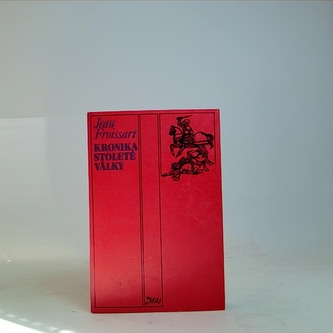 Jean
Froissart
KRONIKA
STOLETÉ
VÁLKY